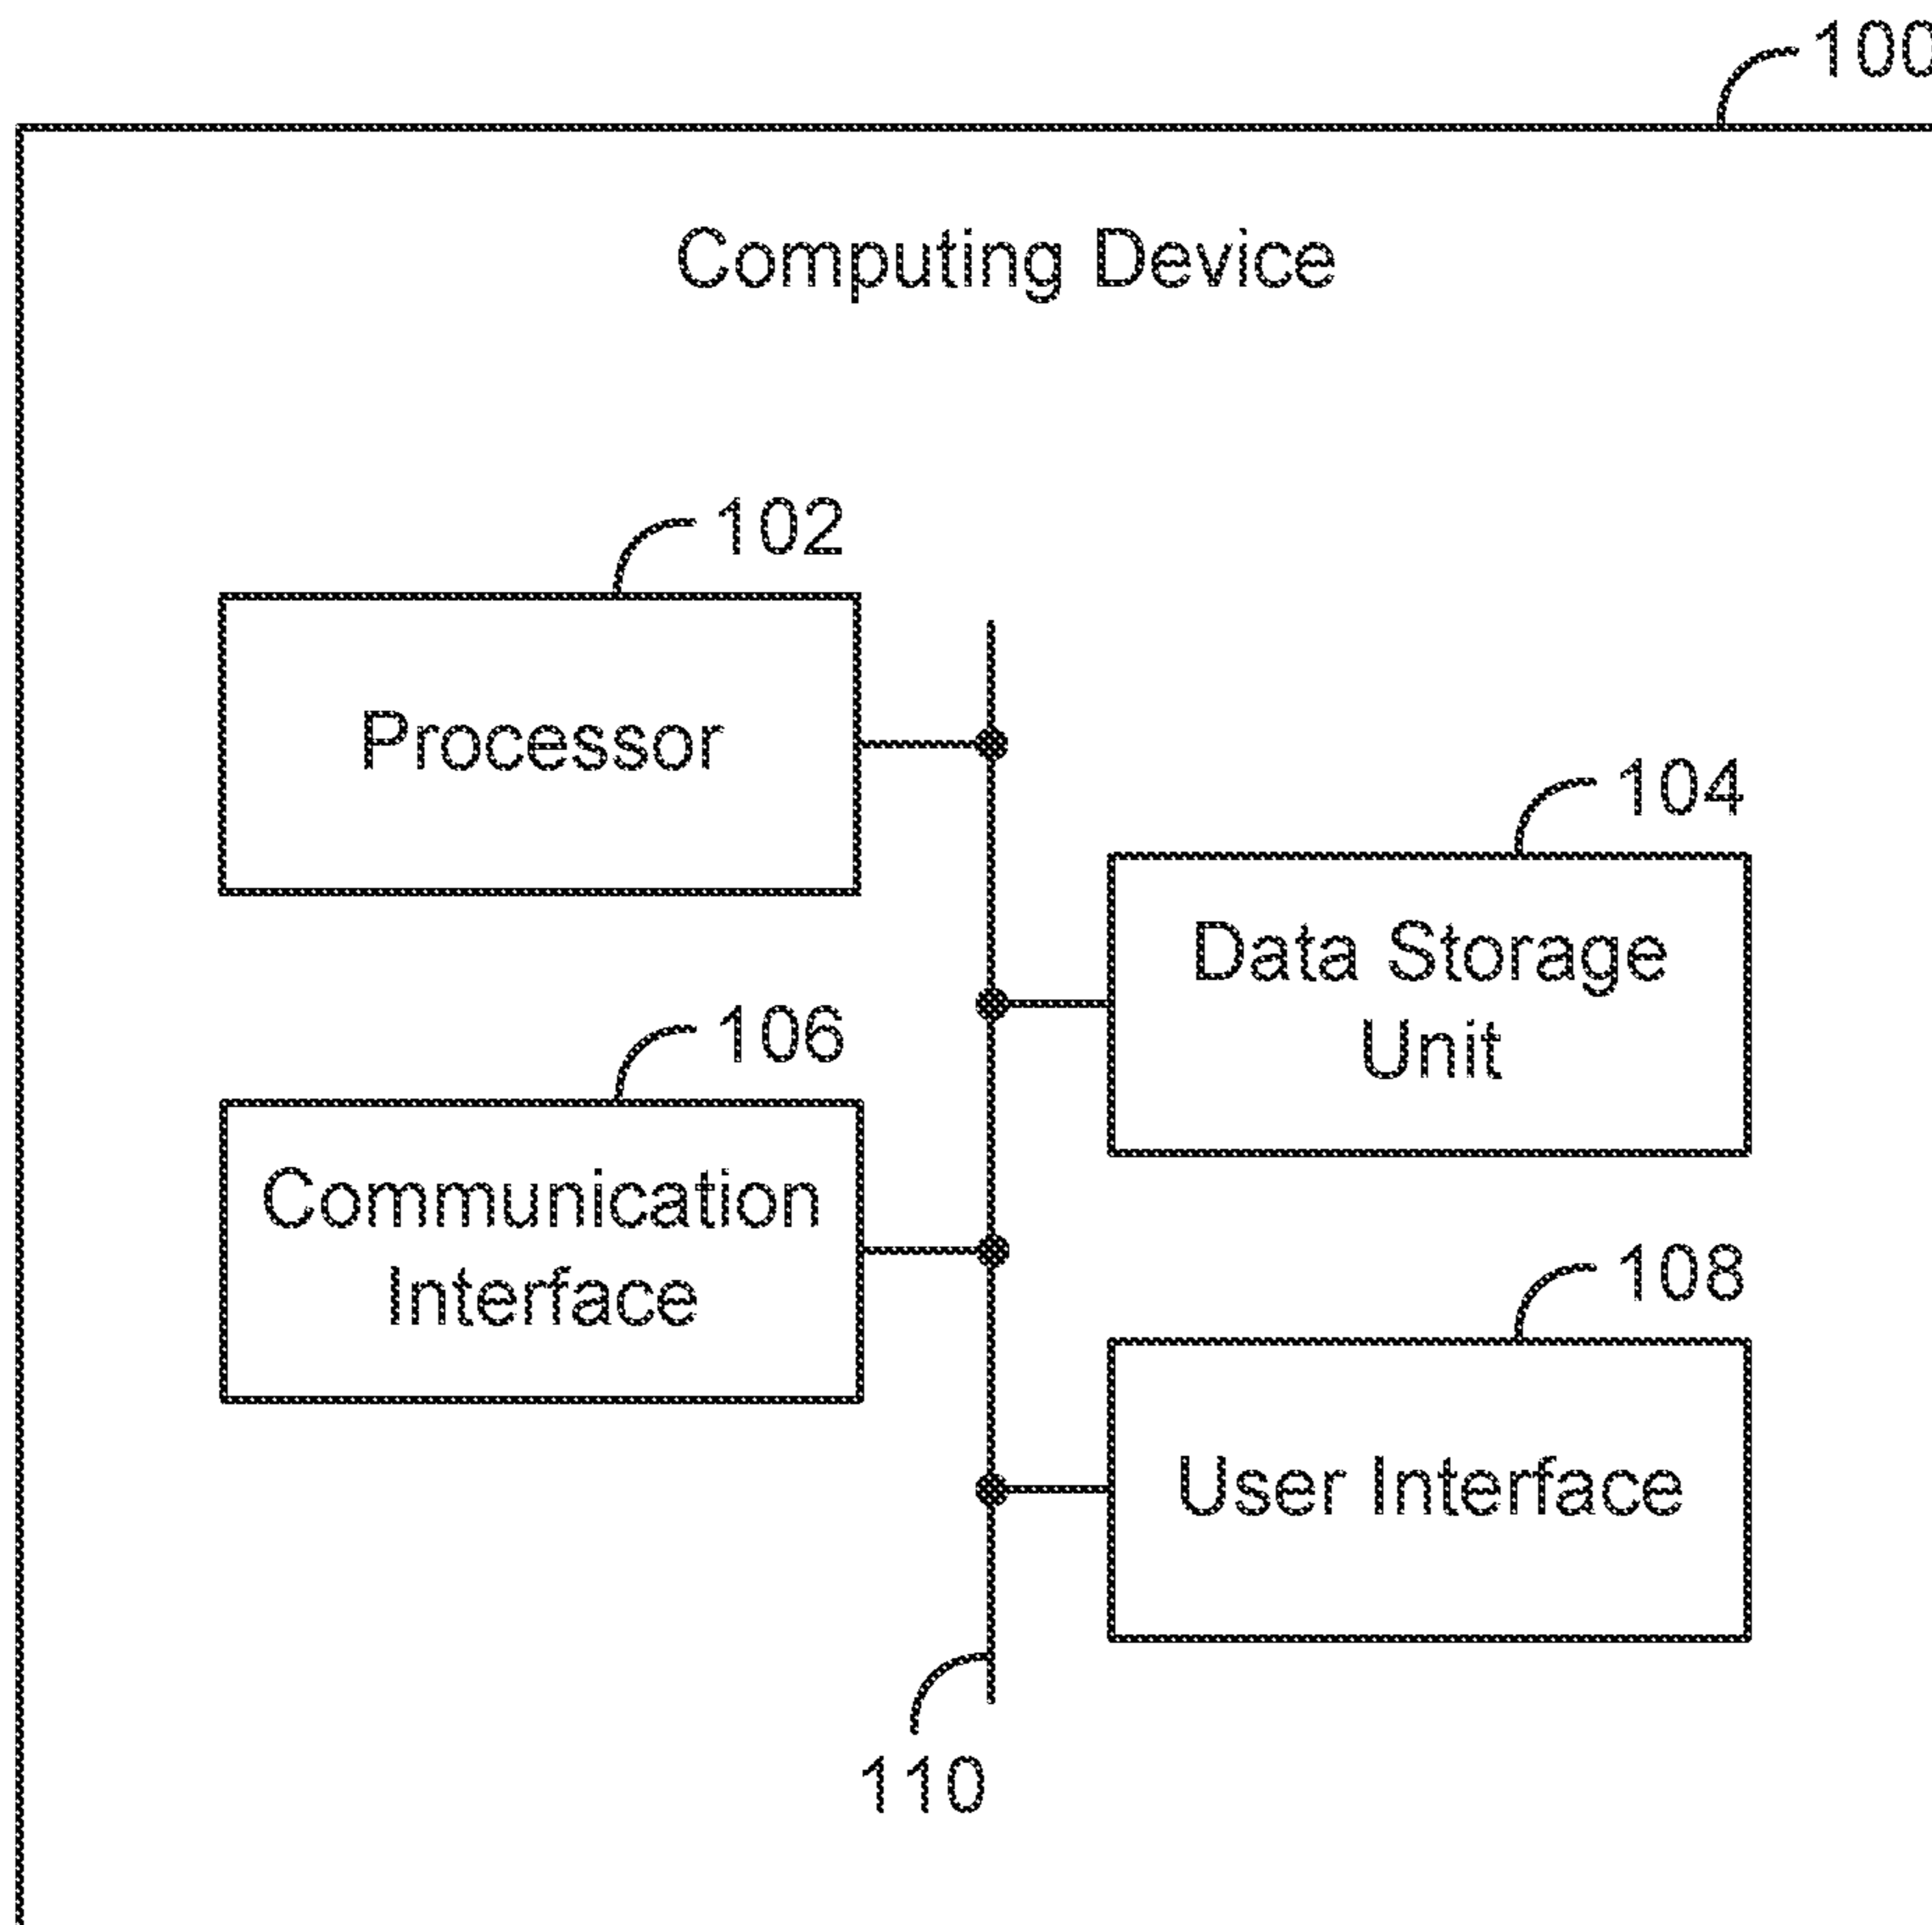 100
Computing Device
102
Processor
104
Data Storage
Unit
106
Communication
Interface
108
User Interface
110